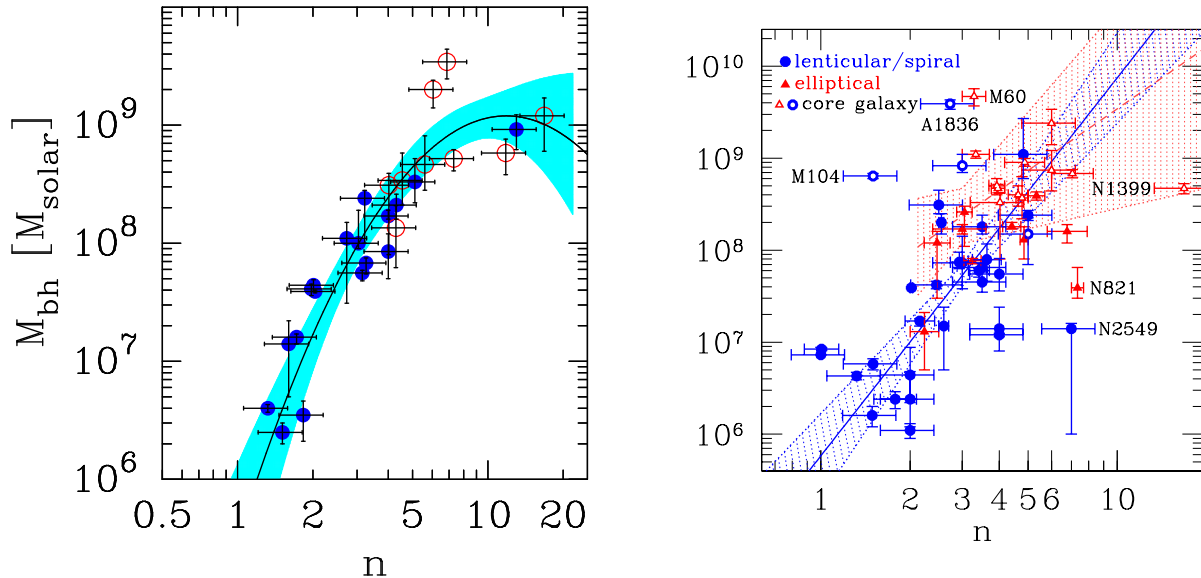 M_bh [M_solar]
10^9
10^8
10^7
10^6
0.5 1 2 5 10 20
n
lenticular/spiral
elliptical
core galaxy
M60
A1836
M104
N1399
N821
N2549
10^10
10^9
10^8
10^7
10^6
1 2 3 4 5 6 10
n